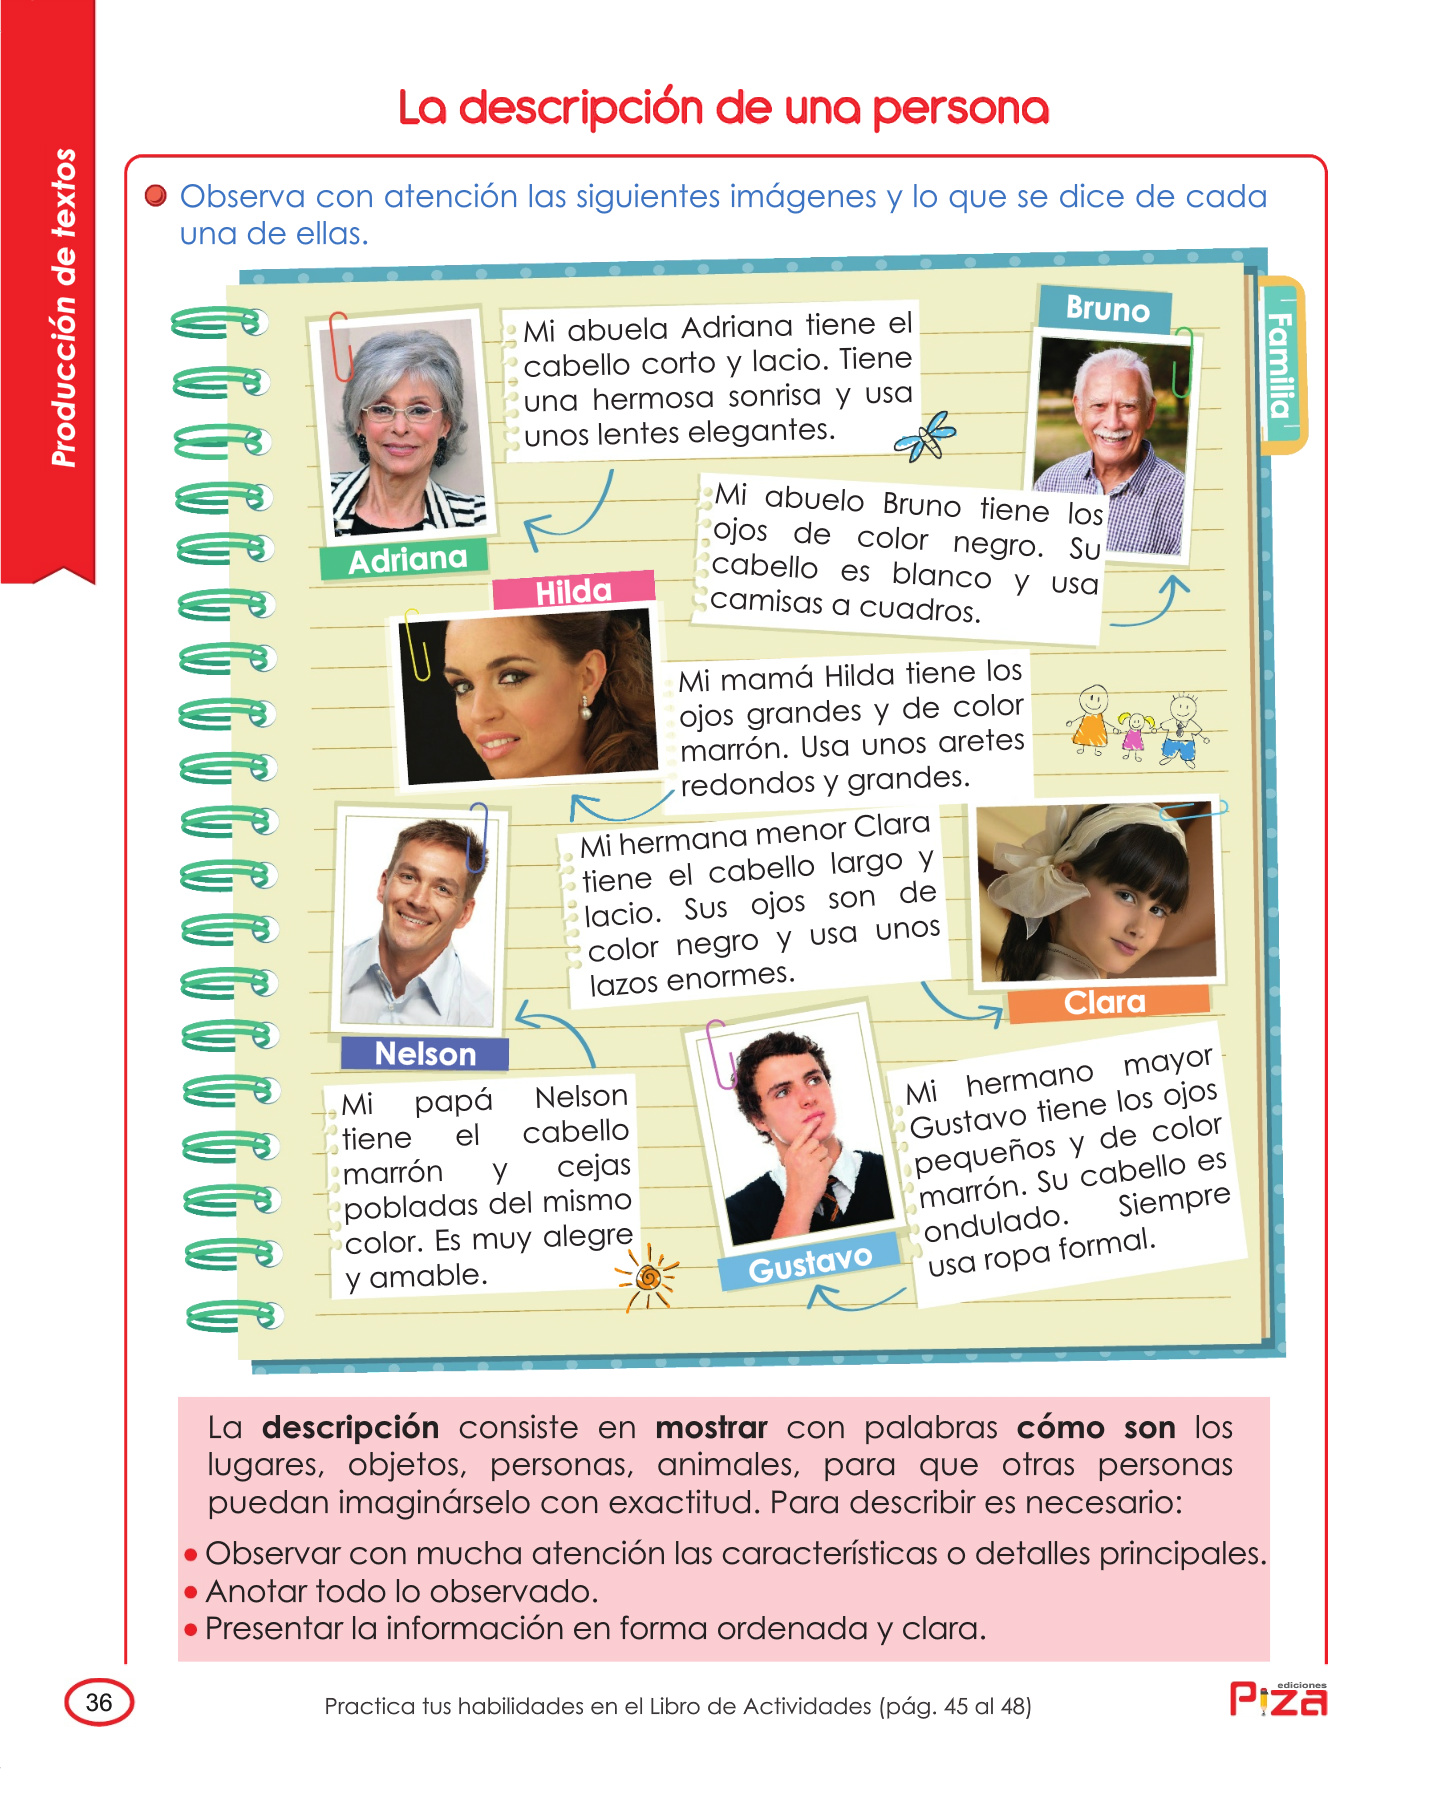 Producción de textos
La descripción de una persona
Observa con atención las siguientes imágenes y lo que se dice de cada
una de ellas.
Familia
Mi abuela Adriana tiene el
cabello corto y lacio. Tiene
una hermosa sonrisa y usa
unos lentes elegantes.
Adriana
Bruno
Mi abuelo Bruno tiene los
ojos de color negro. Su
cabello es blanco y usa
camisas a cuadros.
Hilda
Mi mamá Hilda tiene los
ojos grandes y de color
marrón. Usa unos aretes
redondos y grandes.
Mi hermana menor Clara
tiene el cabello largo y
lacio. Sus ojos son de
color negro y usa unos
lazos enormes.
Clara
Nelson
Mi papá Nelson
tiene el cabello
marrón y cejas
pobladas del mismo
color. Es muy alegre
y amable.
Gustavo
Mi hermano mayor
Gustavo tiene los ojos
pequeños y de color
marrón. Su cabello es
ondulado. Siempre
usa ropa formal.
La descripción consiste en mostrar con palabras cómo son los
lugares, objetos, personas, animales, para que otras personas
puedan imaginárselo con exactitud. Para describir es necesario:
Observar con mucha atención las características o detalles principales.
Anotar todo lo observado.
Presentar la información en forma ordenada y clara.
36
Practica tus habilidades en el Libro de Actividades (pág. 45 al 48)
ediciones
Piza